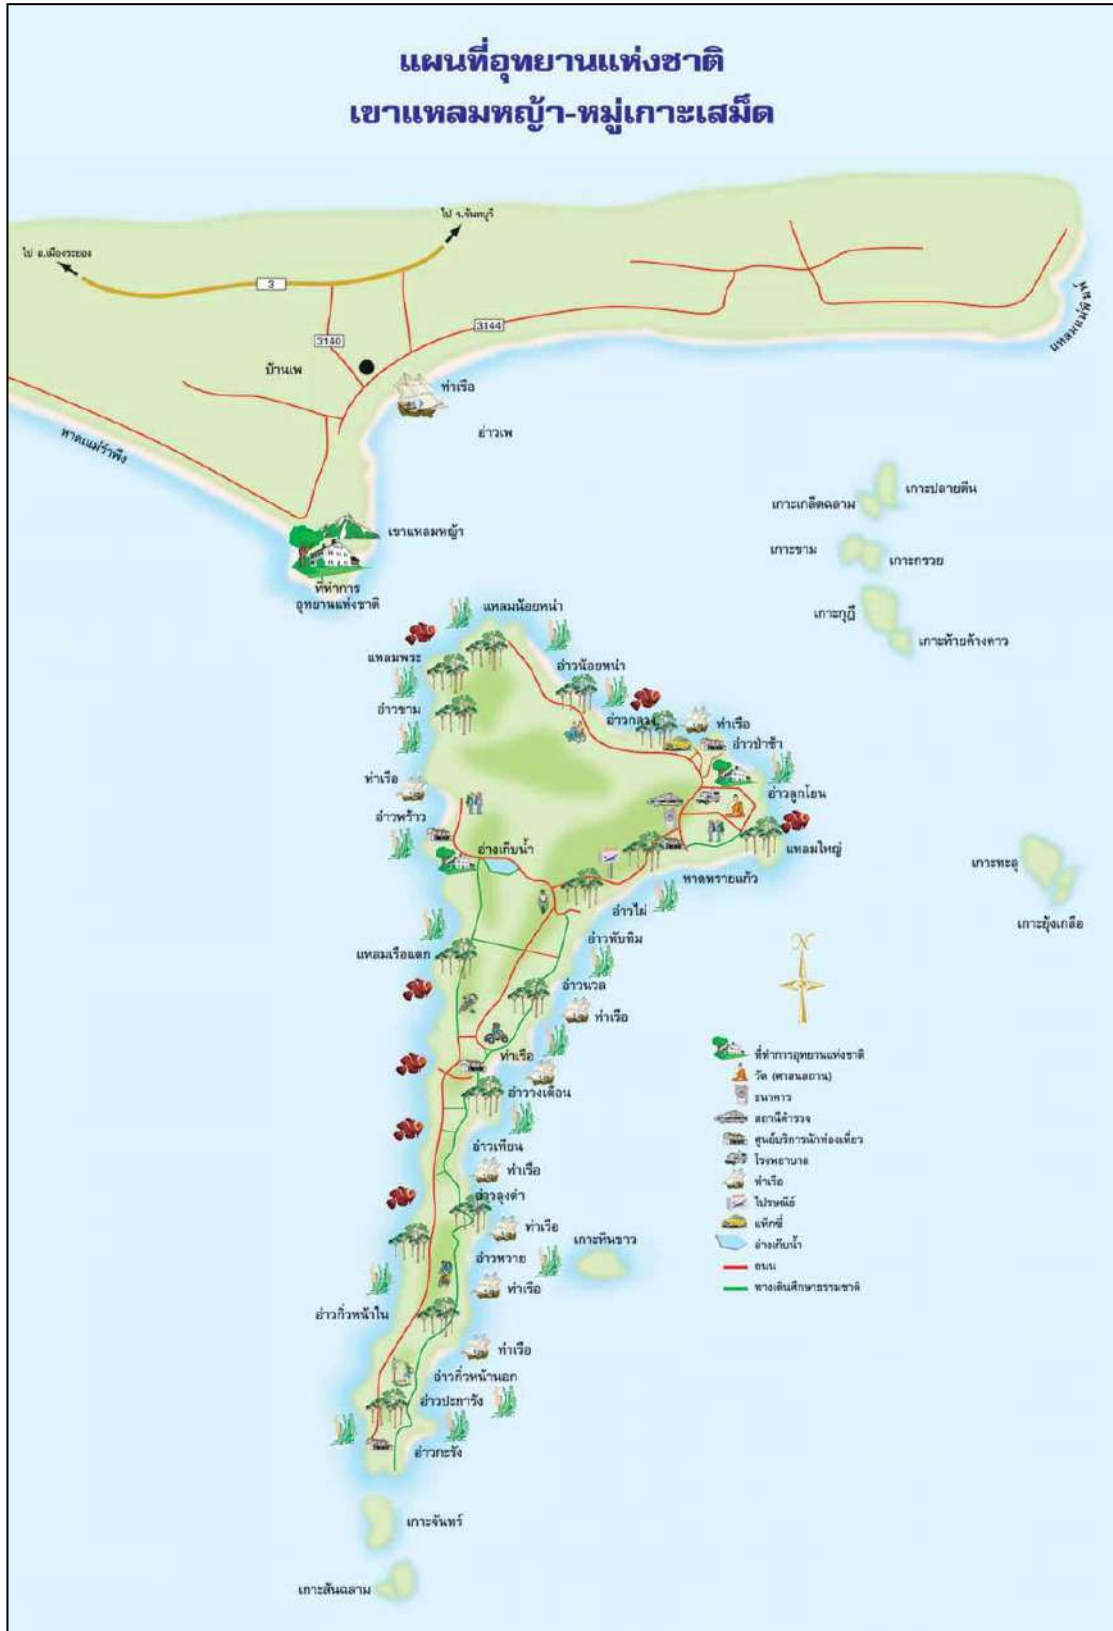 แผนที่อุทยานแห่งชาติ
เขาแหลมหญ้า-หมู่เกาะเสม็ด
ไป จ.จันทบุรี
ไป อ.เมืองระยอง
3
3140
3144
แหลมแม่พิมพ์
บ้านเพ
ท่าเรือ
อ่าวเพ
หาดแม่รำพึง
เกาะปลายตีน
เกาะเกล็ดฉลาม
เขาแหลมหญ้า
เกาะขาม
เกาะกรวย
ที่ทำการ
อุทยานแห่งชาติ
เกาะกุฎี
เกาะท้ายค้างคาว
แหลมน้อยหน่า
แหลมพระ
อ่าวน้อยหน่า
อ่าวขาม
อ่าวกลาง
ท่าเรือ
อ่าวป่าช้า
ท่าเรือ
อ่าวลูกโยน
อ่าวพร้าว
อ่างเก็บน้ำ
แหลมใหญ่
หาดทรายแก้ว
เกาะทะลุ
อ่าวไผ่
เกาะยุ้งเกลือ
อ่าวทับทิม
แหลมเรือแตก
N
อ่าวนวล
ท่าเรือ
ท่าเรือ
อ่าววงเดือน
อ่าวเทียน
ท่าเรือ
อ่าวลุงดำ
ท่าเรือ
เกาะหินขาว
อ่าวหวาย
ท่าเรือ
อ่าวกิ่วหน้าใน
ท่าเรือ
อ่าวกิ่วหน้านอก
อ่าวปะการัง
อ่าวกะรัง
เกาะจันทร์
เกาะสันฉลาม
ที่ทำการอุทยานแห่งชาติ
วัด (ศาสนสถาน)
ธนาคาร
สถานีตำรวจ
ศูนย์บริการนักท่องเที่ยว
โรงพยาบาล
ท่าเรือ
ไปรษณีย์
แท็กซี่
อ่างเก็บน้ำ
ถนน
ทางเดินศึกษาธรรมชาติ